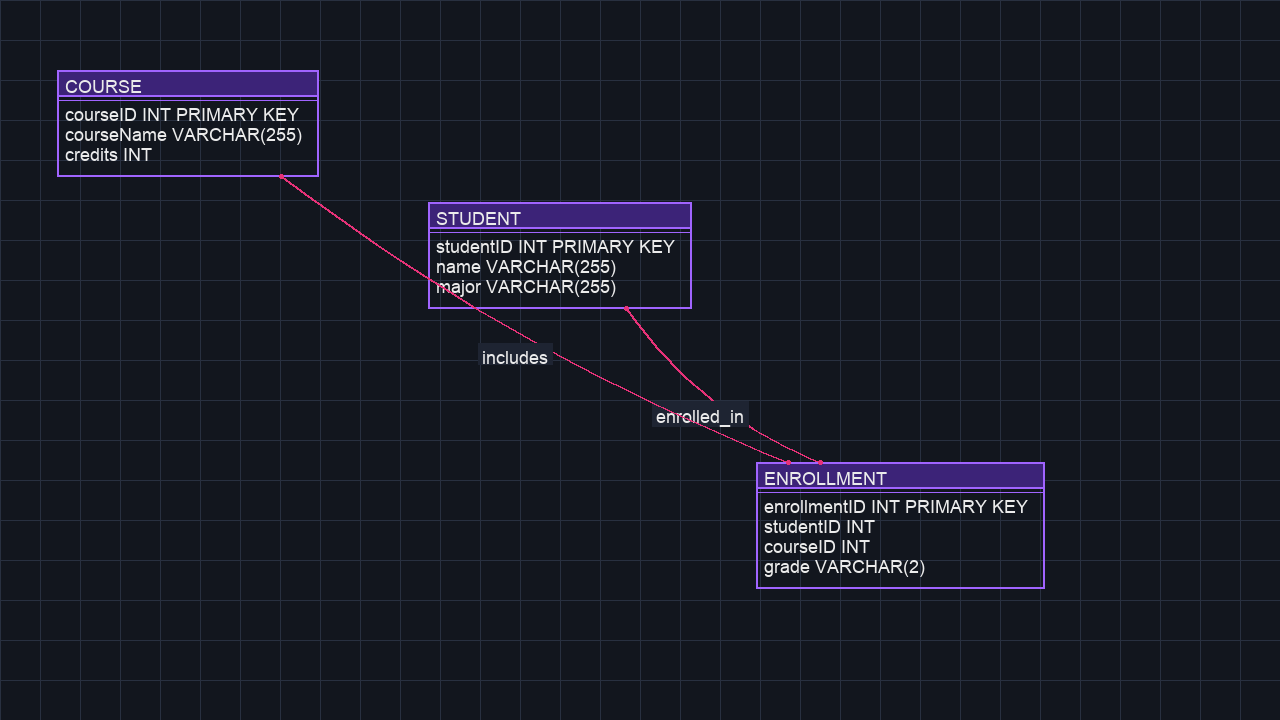 COURSE
courseID INT PRIMARY KEY
courseName VARCHAR(255)
credits INT
STUDENT
studentID INT PRIMARY KEY
name VARCHAR(255)
major VARCHAR(255)
includes
enrolled_in
ENROLLMENT
enrollmentID INT PRIMARY KEY
studentID INT
courseID INT
grade VARCHAR(2)